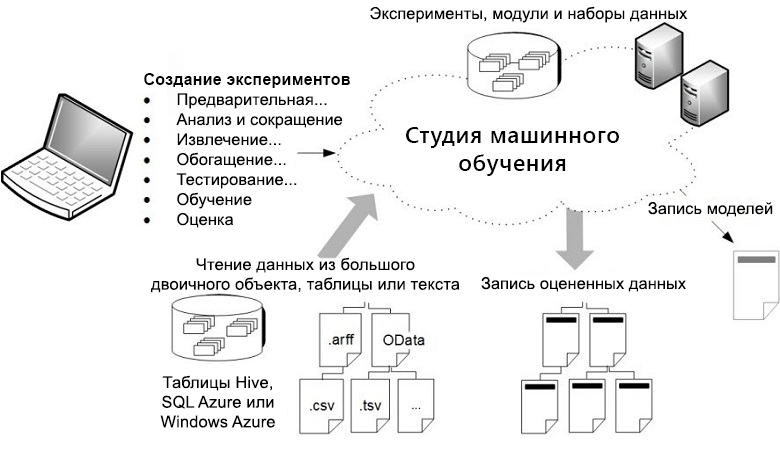 Эксперименты, модули и наборы данных
Создание экспериментов
• Предварительная...
• Анализ и сокращение
• Извлечение...
• Обогащение...
• Тестирование...
• Обучение
• Оценка
Студия машинного
обучения
Запись моделей
Чтение данных из большого
двоичного объекта, таблицы или текста
Запись оцененных данных
.arff
OData
.csv
.tsv
...
Таблицы Hive,
SQL Azure или
Windows Azure